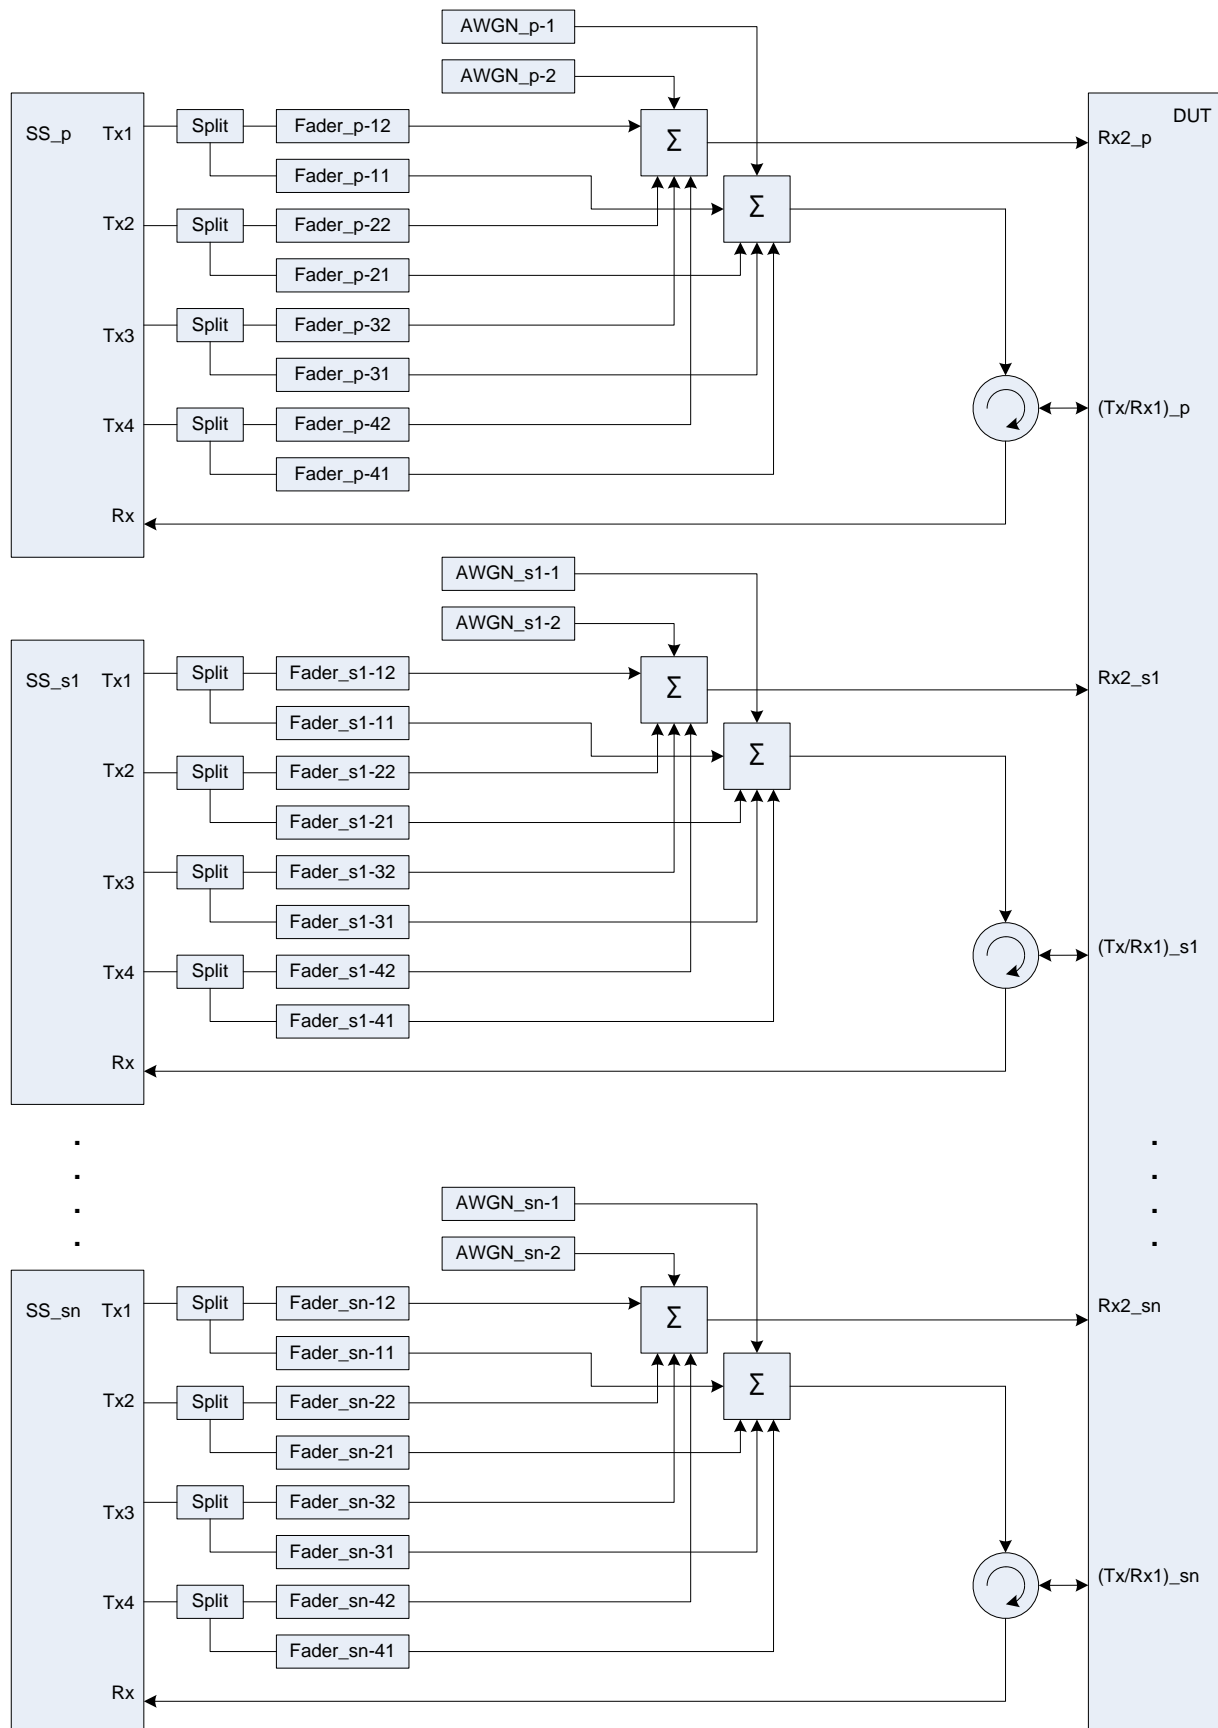 AWGN_p-1
AWGN_p-2
DUT
SS_p
Tx1
Split
Fader_p-12
Σ
Rx2_p
Fader_p-11
Σ
Tx2
Split
Fader_p-22
Fader_p-21
Tx3
Split
Fader_p-32
Fader_p-31
(Tx/Rx1)_p
Tx4
Split
Fader_p-42
Fader_p-41
Rx
AWGN_s1-1
AWGN_s1-2
SS_s1
Tx1
Split
Fader_s1-12
Σ
Rx2_s1
Fader_s1-11
Σ
Tx2
Split
Fader_s1-22
Fader_s1-21
Tx3
Split
Fader_s1-32
Fader_s1-31
(Tx/Rx1)_s1
Tx4
Split
Fader_s1-42
Fader_s1-41
Rx
AWGN_sn-1
AWGN_sn-2
SS_sn
Tx1
Split
Fader_sn-12
Σ
Rx2_sn
Fader_sn-11
Σ
Tx2
Split
Fader_sn-22
Fader_sn-21
Tx3
Split
Fader_sn-32
Fader_sn-31
(Tx/Rx1)_sn
Tx4
Split
Fader_sn-42
Fader_sn-41
Rx